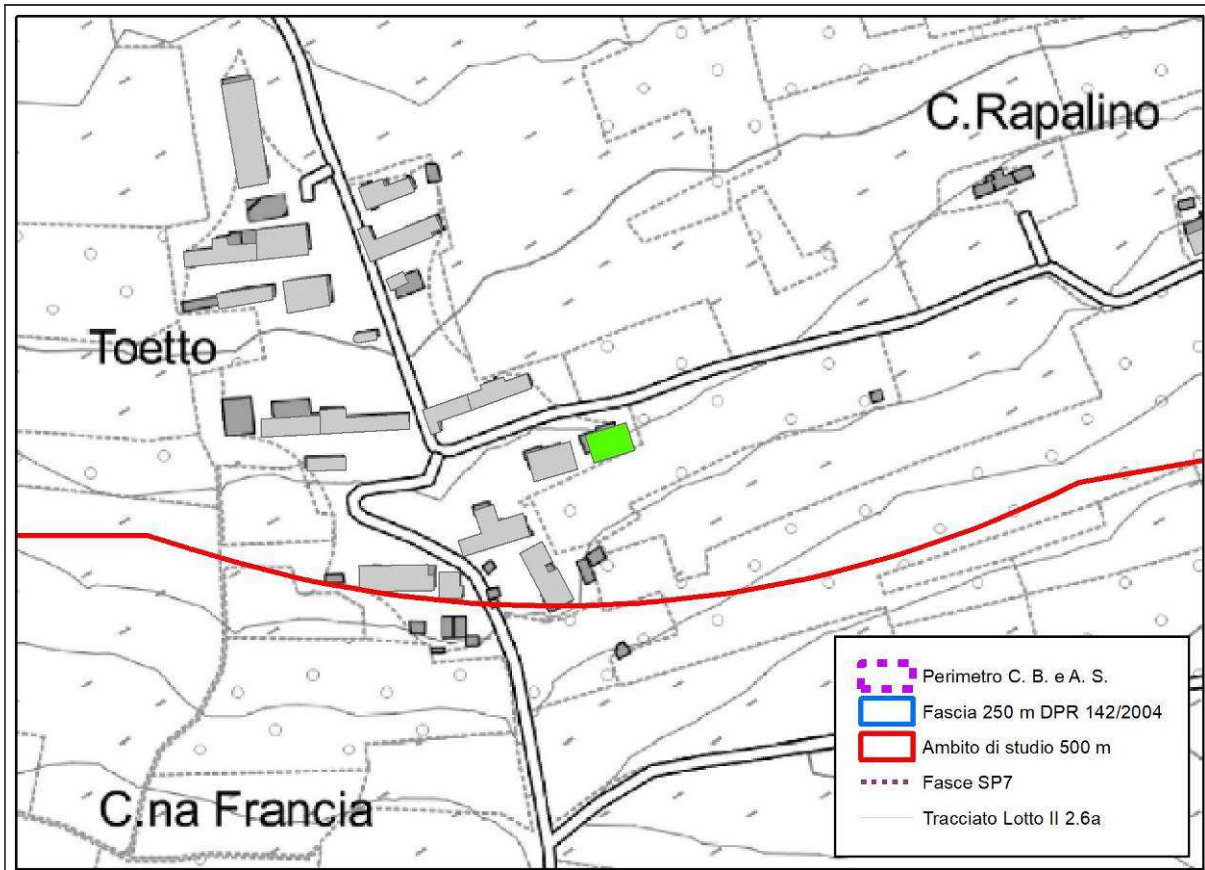 C.Rapalino
Toetto
C.na Francia
Perimetro C. B. e A. S.
Fascia 250 m DPR 142/2004
Ambito di studio 500 m
Fasce SP7
Tracciato Lotto II 2.6a